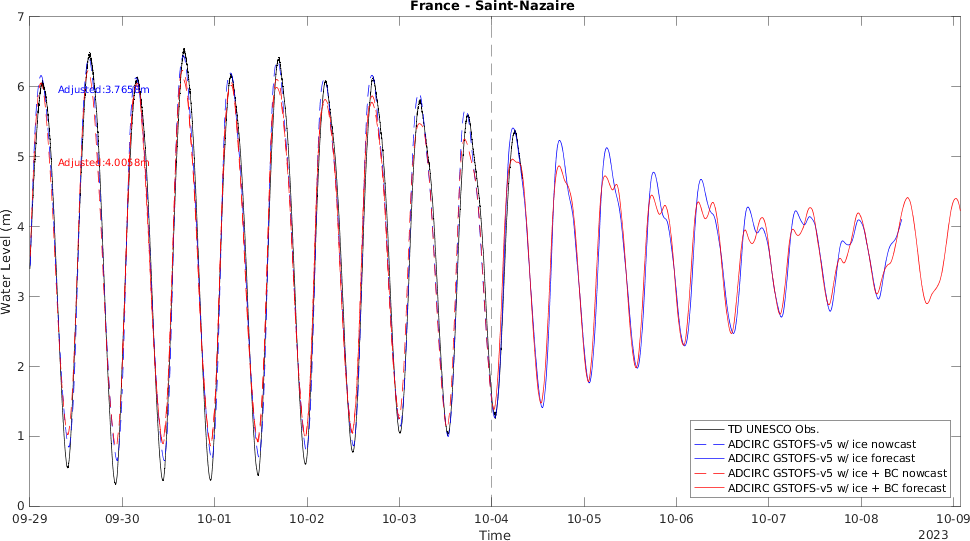 France - Saint-Nazaire
7
6
5
4
3
2
1
0
Water Level (m)
Adjusted:3.7658m
Adjusted:4.0058m
TD UNESCO Obs.
ADCIRC GSTOFS-v5 w/ ice nowcast
ADCIRC GSTOFS-v5 w/ ice forecast
ADCIRC GSTOFS-v5 w/ ice + BC nowcast
ADCIRC GSTOFS-v5 w/ ice + BC forecast
09-29 09-30 10-01 10-02 10-03 10-04 10-05 10-06 10-07 10-08 10-09
Time
2023